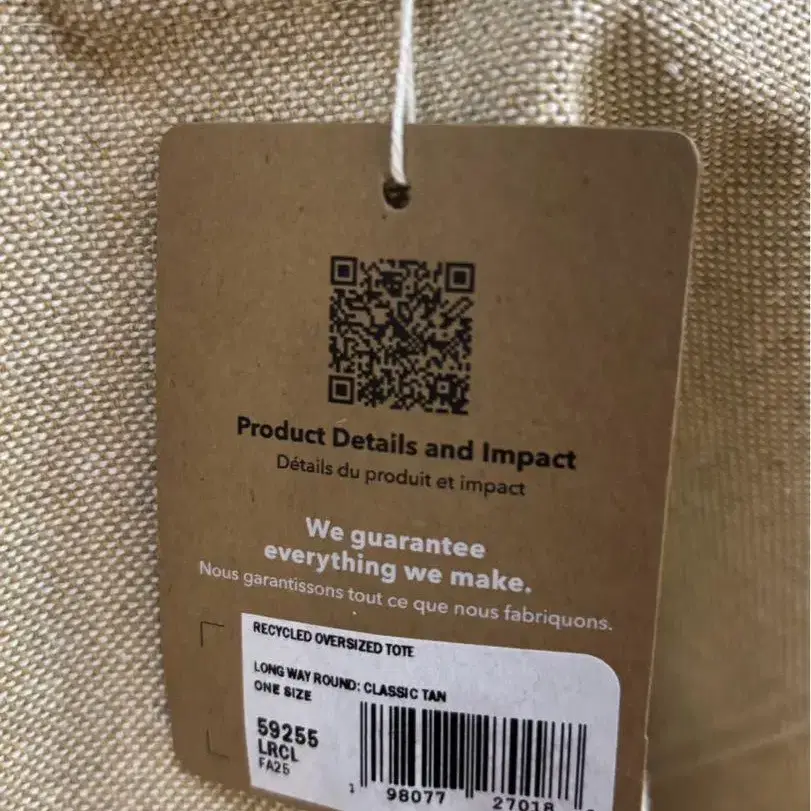 Product Details and Impact
Détails du produit et impact
We guarantee
everything we make.
Nous garantissons tout ce que nous fabriquons.
RECYCLED OVERSIZED TOTE
LONG WAY ROUND: CLASSIC TAN
ONE SIZE
59255
LRCL
FA25
1 98077 27018